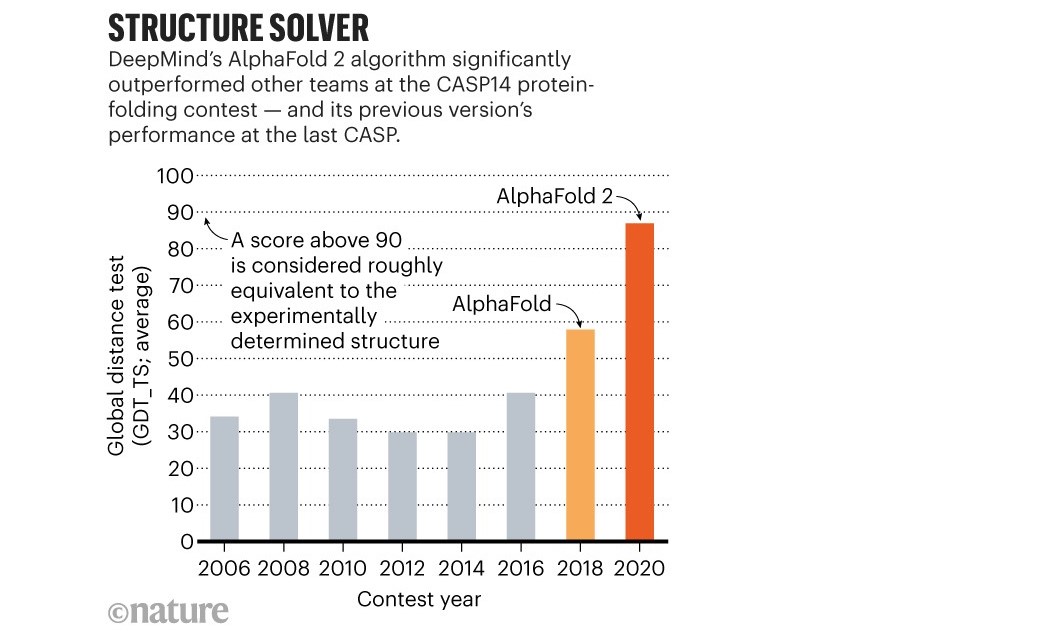 STRUCTURE SOLVER
DeepMind's AlphaFold 2 algorithm significantly
outperformed other teams at the CASP14 protein-
folding contest — and its previous version's
performance at the last CASP.
Global distance test
(GDT_TS; average)
100
90
80
70
60
50
40
30
20
10
0
AlphaFold 2
A score above 90
is considered roughly
equivalent to the
experimentally
determined structure
AlphaFold
2006 2008 2010 2012 2014 2016 2018 2020
Contest year
©nature